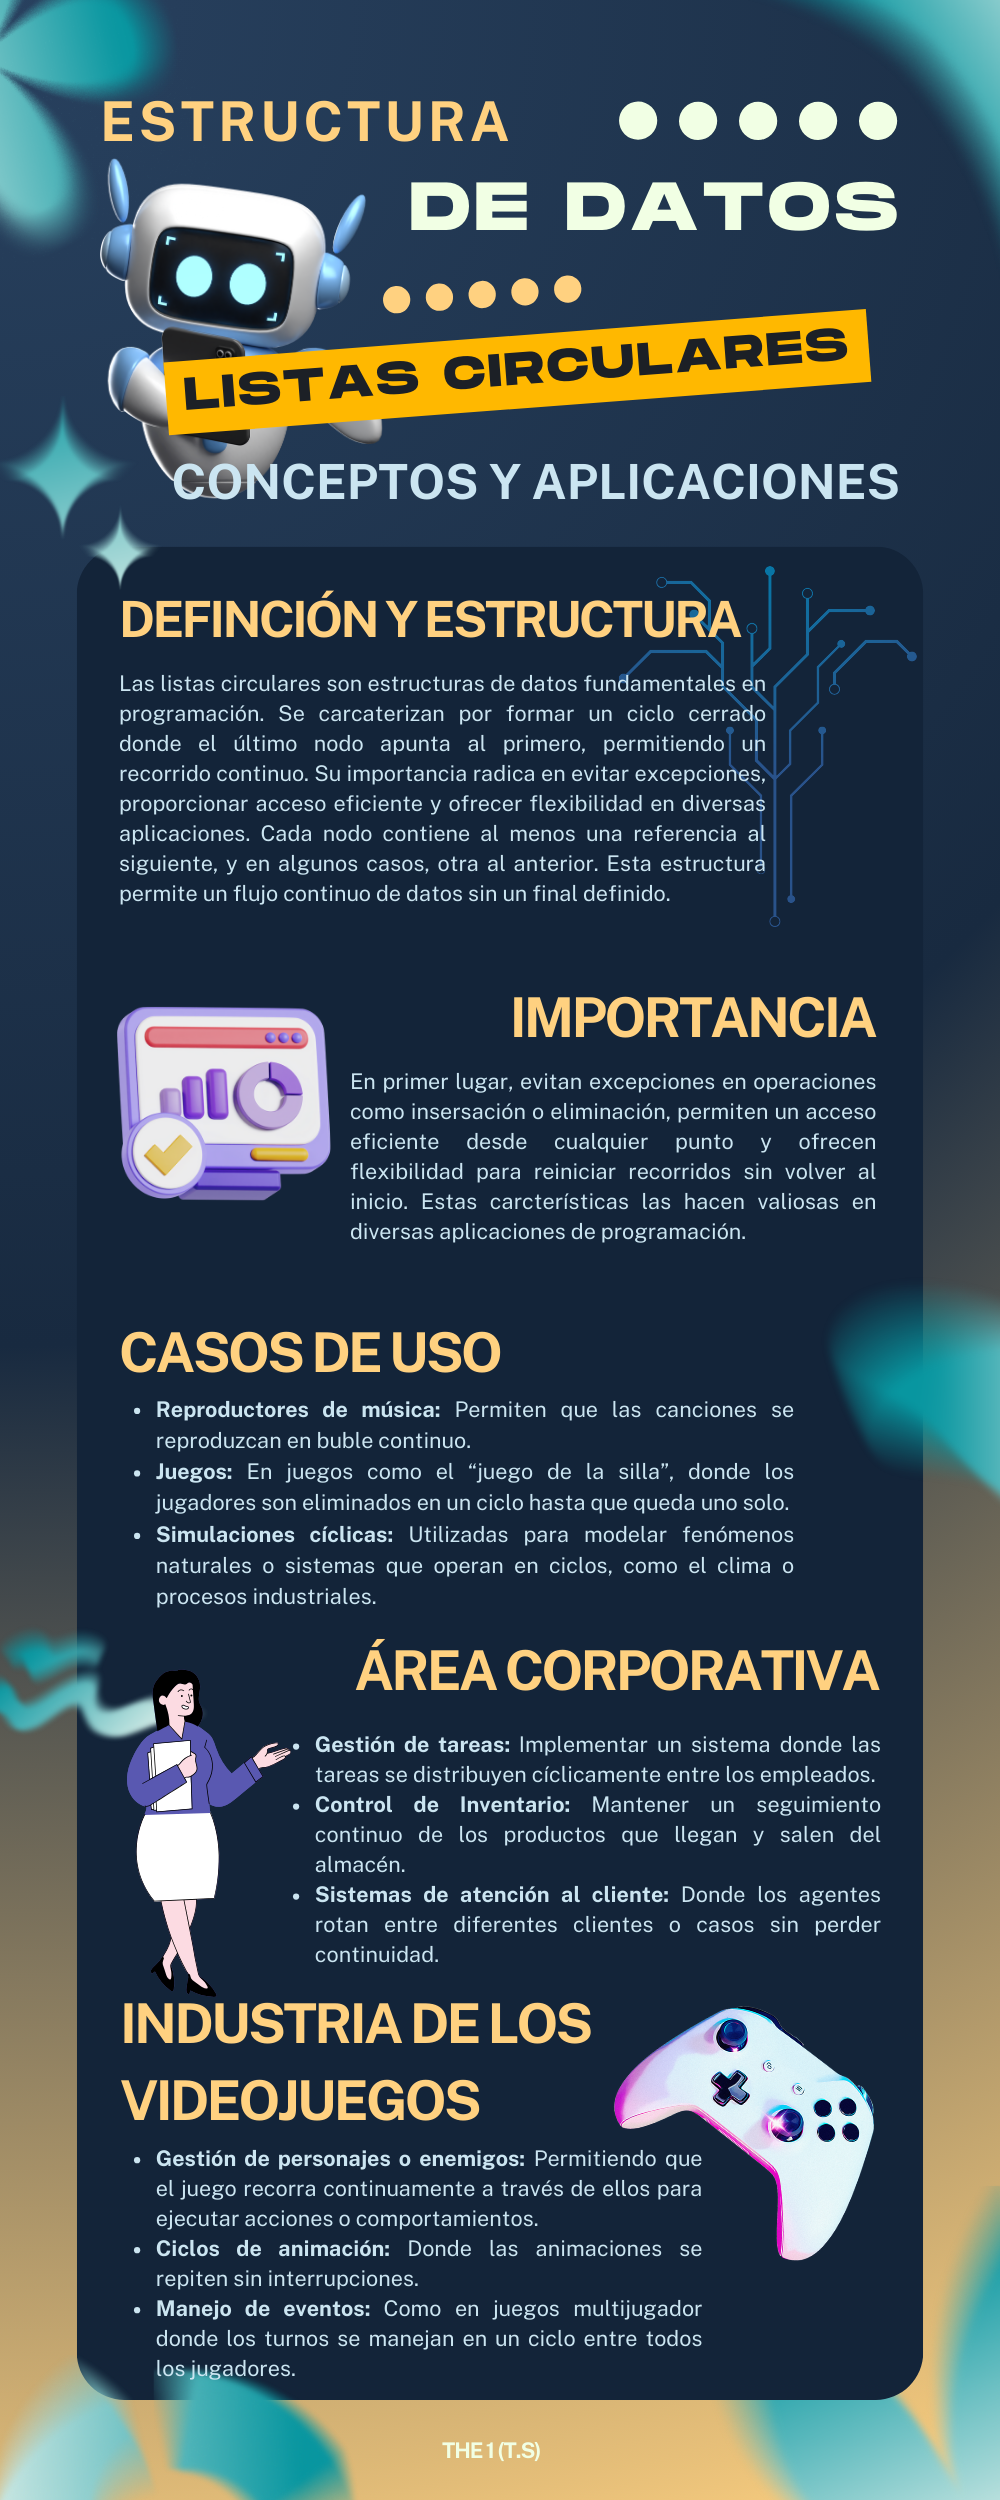 ESTRUCTURA
DE DATOS
LISTAS CIRCULARES
CONCEPTOS Y APLICACIONES
DEFINCIÓN Y ESTRUCTURA
Las listas circulares son estructuras de datos fundamentales en
programación. Se carcaterizan por formar un ciclo cerrado
donde el último nodo apunta al primero, permitiendo un
recorrido continuo. Su importancia radica en evitar excepciones,
proporcionar acceso eficiente y ofrecer flexibilidad en diversas
aplicaciones. Cada nodo contiene al menos una referencia al
siguiente, y en algunos casos, otra al anterior. Esta estructura
permite un flujo continuo de datos sin un final definido.
IMPORTANCIA
En primer lugar, evitan excepciones en operaciones
como insersación o eliminación, permiten un acceso
eficiente desde cualquier punto y ofrecen
flexibilidad para reiniciar recorridos sin volver al
inicio. Estas carcterísticas las hacen valiosas en
diversas aplicaciones de programación.
CASOS DE USO
• Reproductores de música: Permiten que las canciones se
reproduzcan en buble continuo.
• Juegos: En juegos como el “juego de la silla”, donde los
jugadores son eliminados en un ciclo hasta que queda uno solo.
• Simulaciones cíclicas: Utilizadas para modelar fenómenos
naturales o sistemas que operan en ciclos, como el clima o
procesos industriales.
ÁREA CORPORATIVA
• Gestión de tareas: Implementar un sistema donde las
tareas se distribuyen cíclicamente entre los empleados.
• Control de Inventario: Mantener un seguimiento
continuo de los productos que llegan y salen del
almacén.
• Sistemas de atención al cliente: Donde los agentes
rotan entre diferentes clientes o casos sin perder
continuidad.
INDUSTRIA DE LOS
VIDEOJUEGOS
• Gestión de personajes o enemigos: Permitiendo que
el juego recorra continuamente a través de ellos para
ejecutar acciones o comportamientos.
• Ciclos de animación: Donde las animaciones se
repiten sin interrupciones.
• Manejo de eventos: Como en juegos multijugador
donde los turnos se manejan en un ciclo entre todos
los jugadores.
THE 1 (T.S)